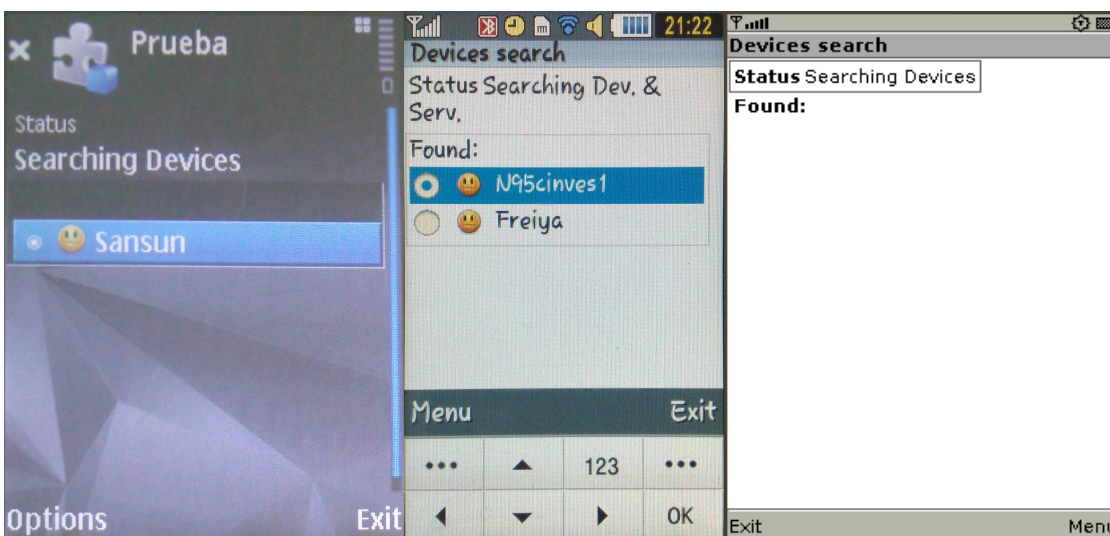 Prueba
Status
Searching Devices
Sansun
Options
Exit
21:22
Devices search
Status Searching Dev. &
Serv.
Found:
N95cinves1
Freiya
Menu
Exit
123
OK
Devices search
Status Searching Devices
Found:
Exit
Menu